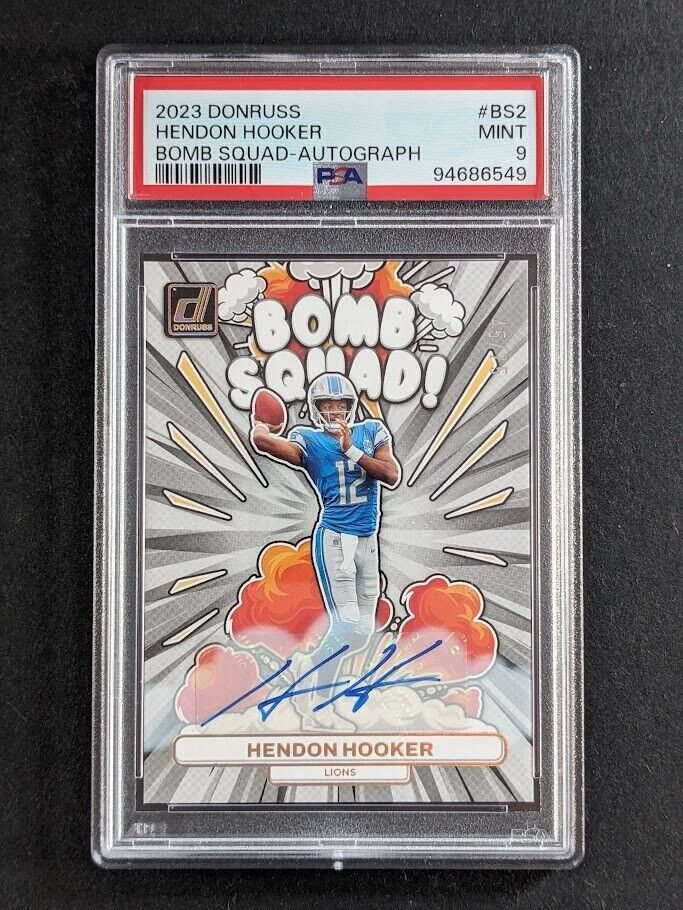 2023 DONRUSS #BS2
HENDON HOOKER MINT
BOMB SQUAD-AUTOGRAPH 9
PSA 94686549
DONRUSS
BOMB
SQUAD!
12
HENDON HOOKER
LIONS
PSA